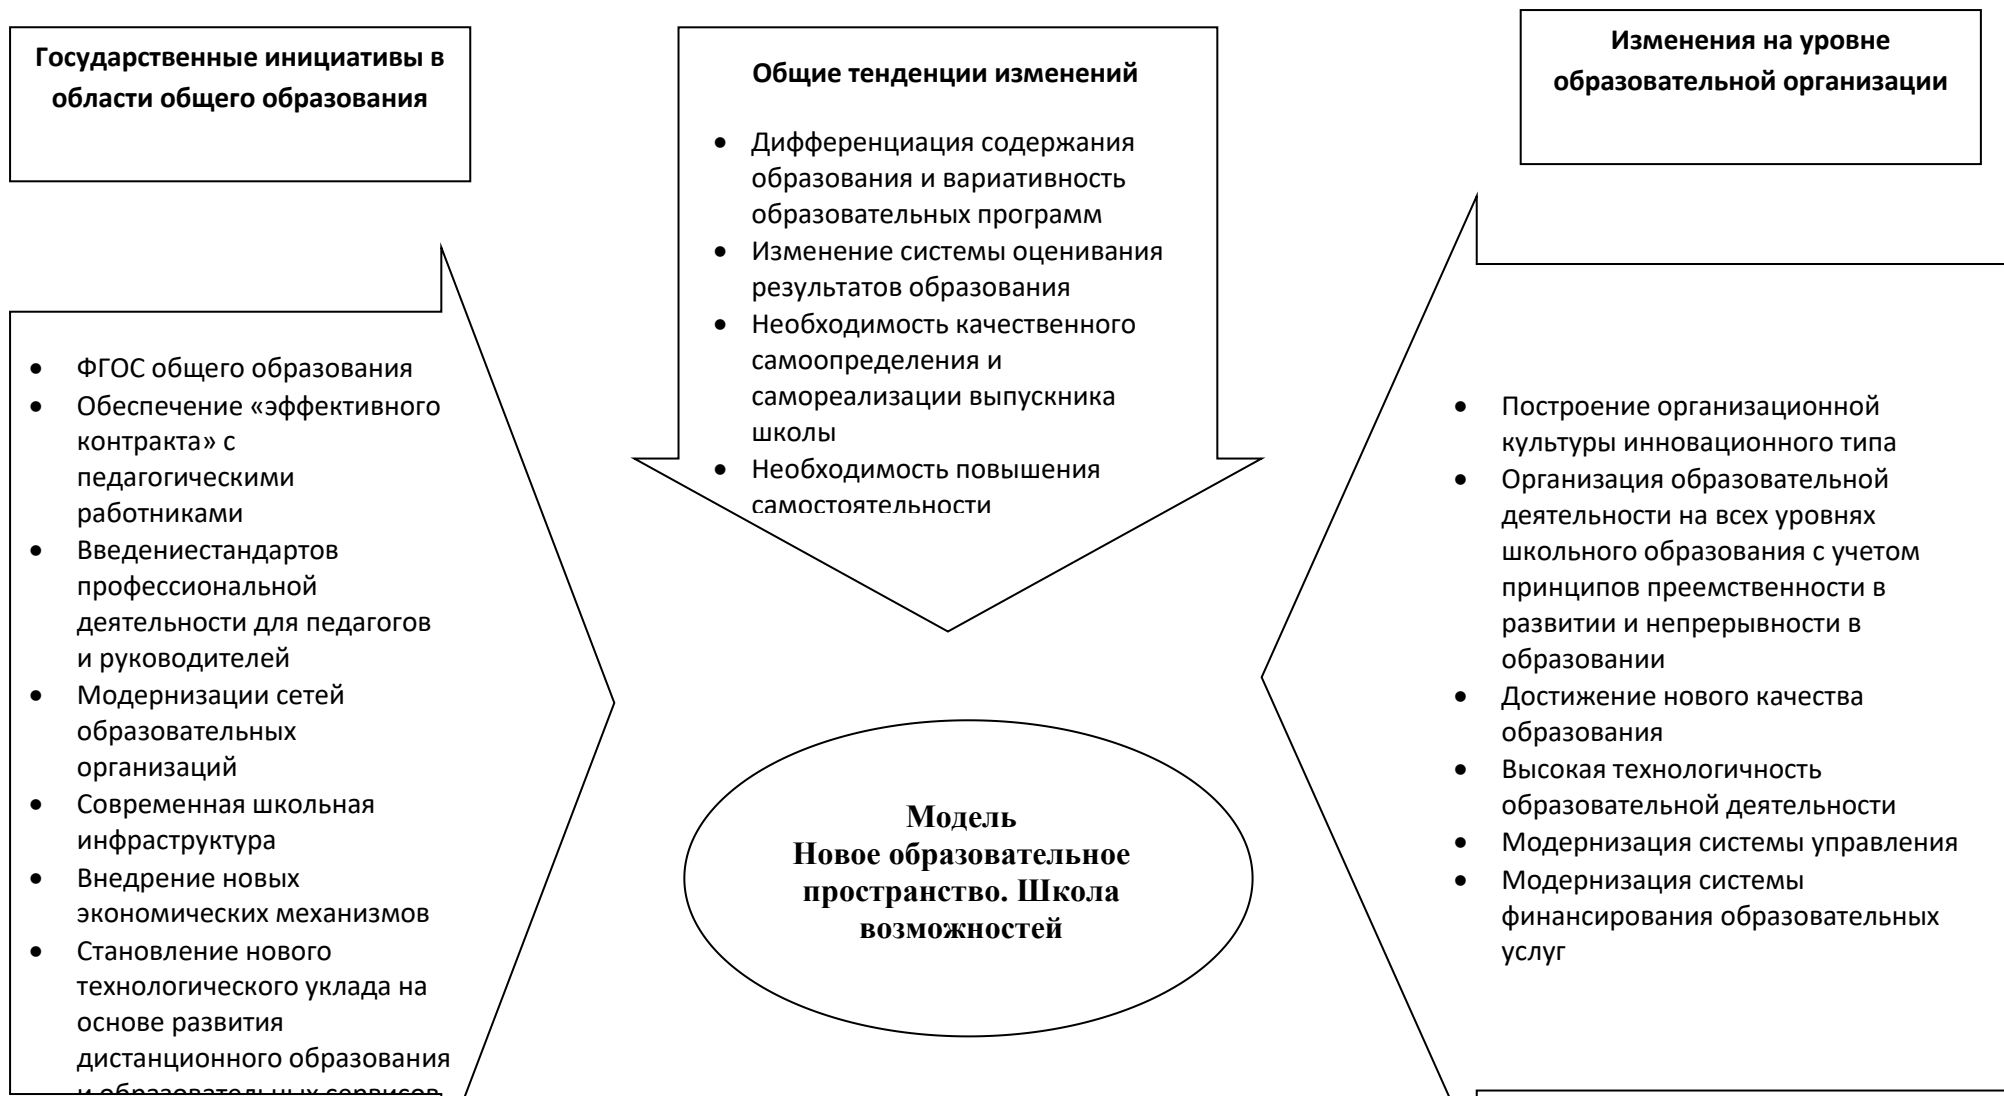 Государственные инициативы в
области общего образования
• ФГОС общего образования
• Обеспечение «эффективного
контракта» с
педагогическими
работниками
• Введениестандартов
профессиональной
деятельности для педагогов
и руководителей
• Модернизации сетей
образовательных
организаций
• Современная школьная
инфраструктура
• Внедрение новых
экономических механизмов
• Становление нового
технологического уклада на
основе развития
дистанционного образования
и образовательных сервисов
Общие тенденции изменений
• Дифференциация содержания
образования и вариативность
образовательных программ
• Изменение системы оценивания
результатов образования
• Необходимость качественного
самоопределения и
самореализации выпускника
школы
• Необходимость повышения
самостоятельности
Модель
Новое образовательное
пространство. Школа
возможностей
Изменения на уровне
образовательной организации
• Построение организационной
культуры инновационного типа
• Организация образовательной
деятельности на всех уровнях
школьного образования с учетом
принципов преемственности в
развитии и непрерывности в
образовании
• Достижение нового качества
образования
• Высокая технологичность
образовательной деятельности
• Модернизация системы управления
• Модернизация системы
финансирования образовательных
услуг